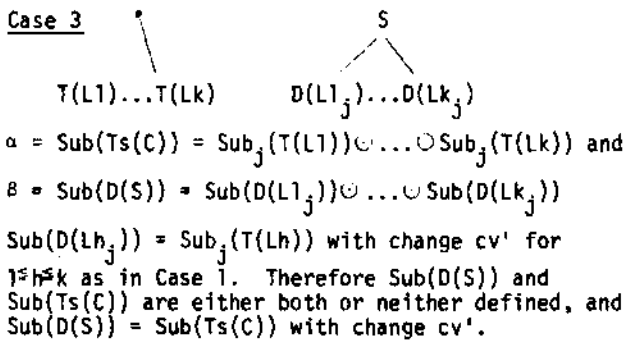 Case 3
S
T(L1)...T(Lk) D(L1j)...D(Lkj)
α = Sub(Ts(C)) = Subj(T(L1))∪...∪Subj(T(Lk)) and
β = Sub(D(S)) = Sub(D(L1j))∪...∪Sub(D(Lkj))
Sub(D(Lhj)) = Subj(T(Lh)) with change cv' for
1≤h≤k as in Case 1. Therefore Sub(D(S)) and
Sub(Ts(C)) are either both or neither defined, and
Sub(D(S)) = Sub(Ts(C)) with change cv'.